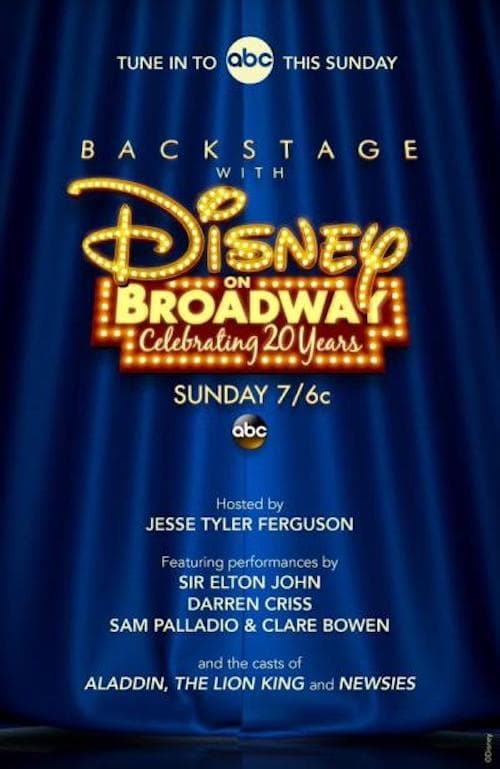 TUNE IN TO abc THIS SUNDAY
BACKSTAGE
WITH
DISNEY
ON
BROADWAY
Celebrating 20 Years
SUNDAY 7/6c
abc
Hosted by
JESSE TYLER FERGUSON
Featuring performances by
SIR ELTON JOHN
DARREN CRISS
SAM PALLADIO & CLARE BOWEN
and the casts of
ALADDIN, THE LION KING and NEWSIES
©Disney